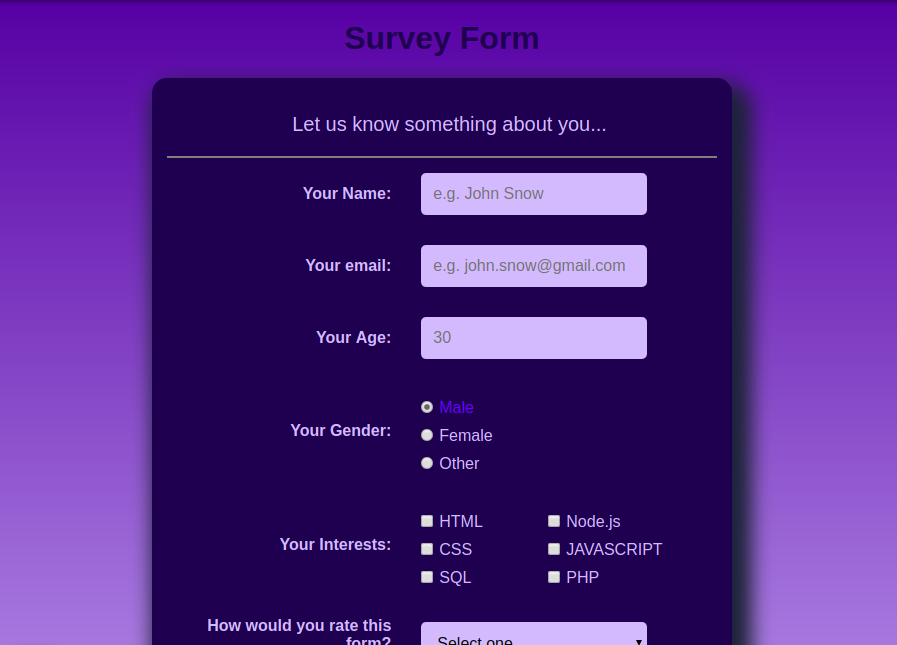 Survey Form
Let us know something about you...
Your Name: e.g. John Snow
Your email: e.g. john.snow@gmail.com
Your Age: 30
Male
Your Gender: Female
Other
HTML Node.js
Your Interests: CSS JAVASCRIPT
SQL PHP
How would you rate this
form? Select one